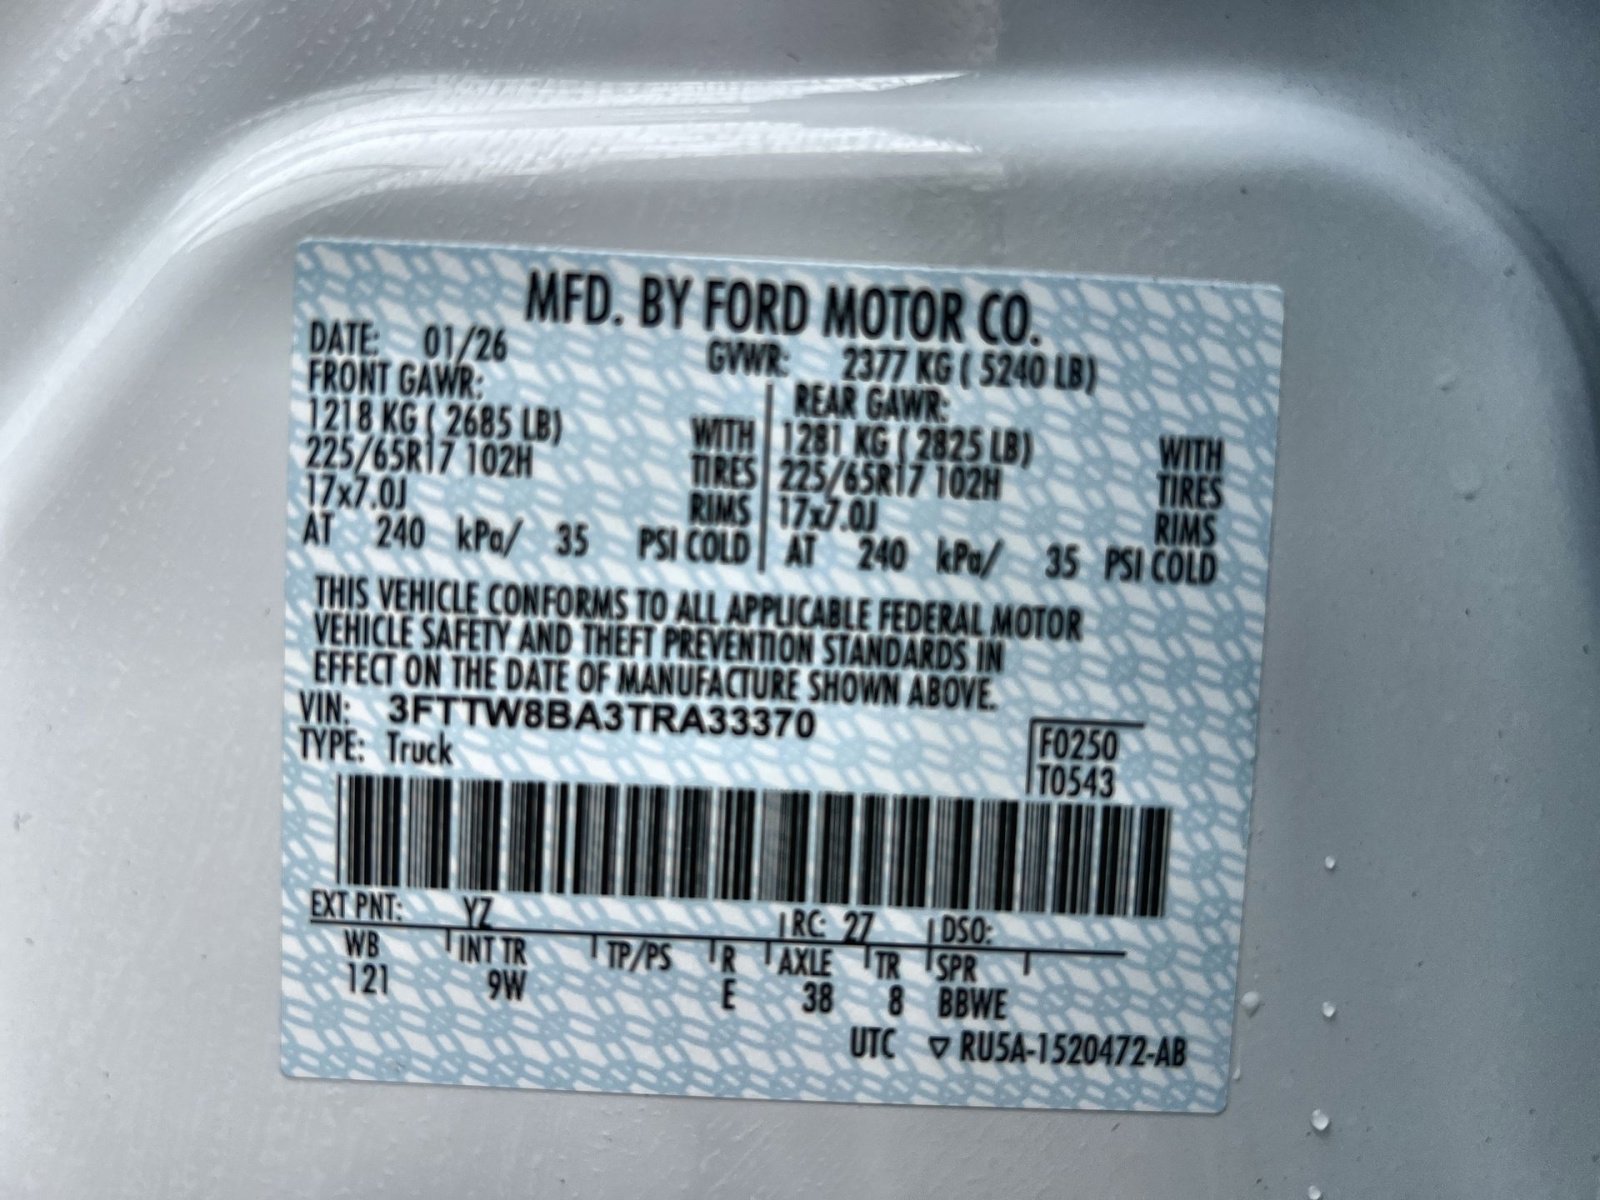 MFD. BY FORD MOTOR CO.
DATE: 01/26 GVWR: 2377 KG ( 5240 LB)
FRONT GAWR: REAR GAWR:
1218 KG ( 2685 LB) WITH 1281 KG ( 2825 LB) WITH
225/65R17 102H TIRES 225/65R17 102H TIRES
17x7.0J RIMS 17x7.0J RIMS
AT 240 kPa/ 35 PSI COLD AT 240 kPa/ 35 PSI COLD
THIS VEHICLE CONFORMS TO ALL APPLICABLE FEDERAL MOTOR
VEHICLE SAFETY AND THEFT PREVENTION STANDARDS IN
EFFECT ON THE DATE OF MANUFACTURE SHOWN ABOVE.
VIN: 3FTTW8BA3TRA33370
TYPE: Truck
F0250
T0543
EXT PNT: YZ RC: 27 DSO:
WB INT TR TP/PS R AXLE TR SPR
121 9W E 38 8 BBWE
UTC ▽ RU5A-1520472-AB